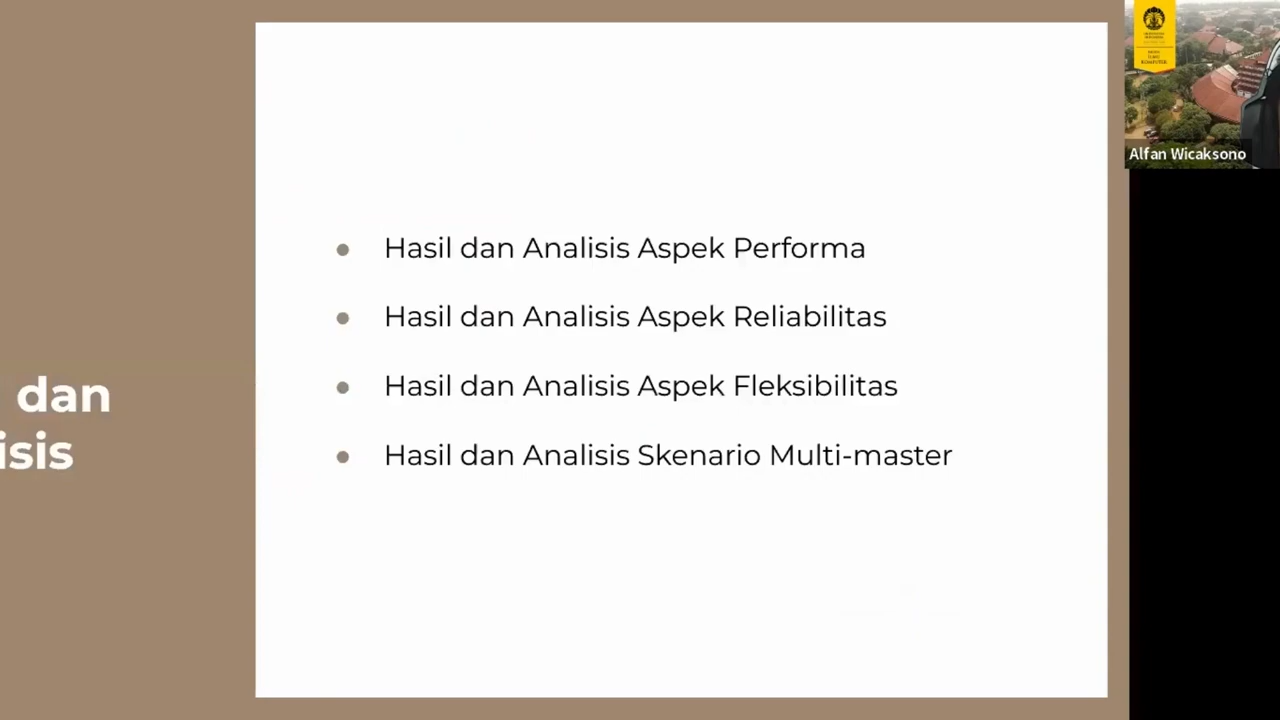 dan
isis
Hasil dan Analisis Aspek Performa
Hasil dan Analisis Aspek Reliabilitas
Hasil dan Analisis Aspek Fleksibilitas
Hasil dan Analisis Skenario Multi-master
KOMPUTER
Alfan Wicaksono